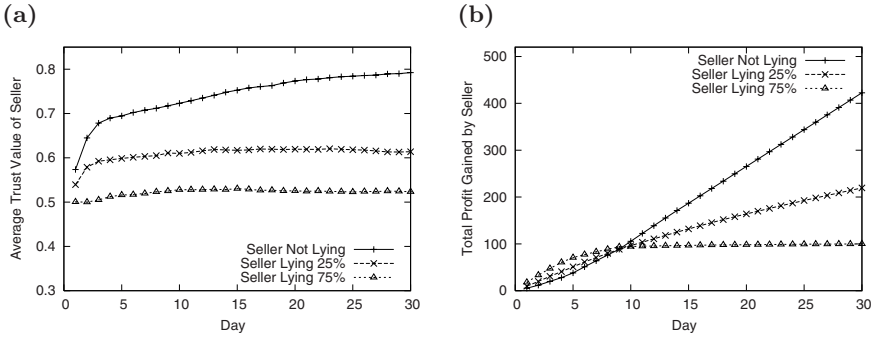 (a)
Average Trust Value of Seller
0.8
0.7
0.6
0.5
0.4
0.3
Seller Not Lying
Seller Lying 25%
Seller Lying 75%
0 5 10 15 20 25 30
Day
(b)
Total Profit Gained by Seller
500
400
300
200
100
0
Seller Not Lying
Seller Lying 25%
Seller Lying 75%
0 5 10 15 20 25 30
Day